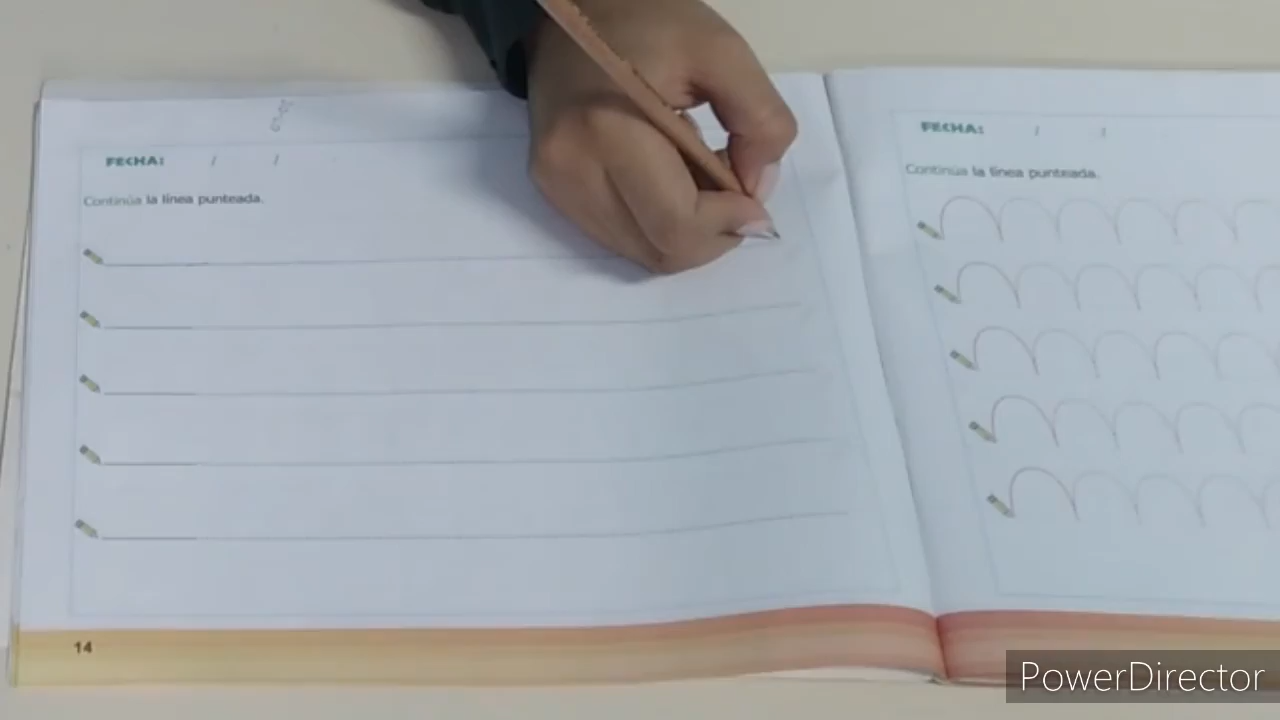 FECHA: / /
Continúa la línea punteada.
14
FECHA: / /
Continúa la línea punteada.
PowerDirector